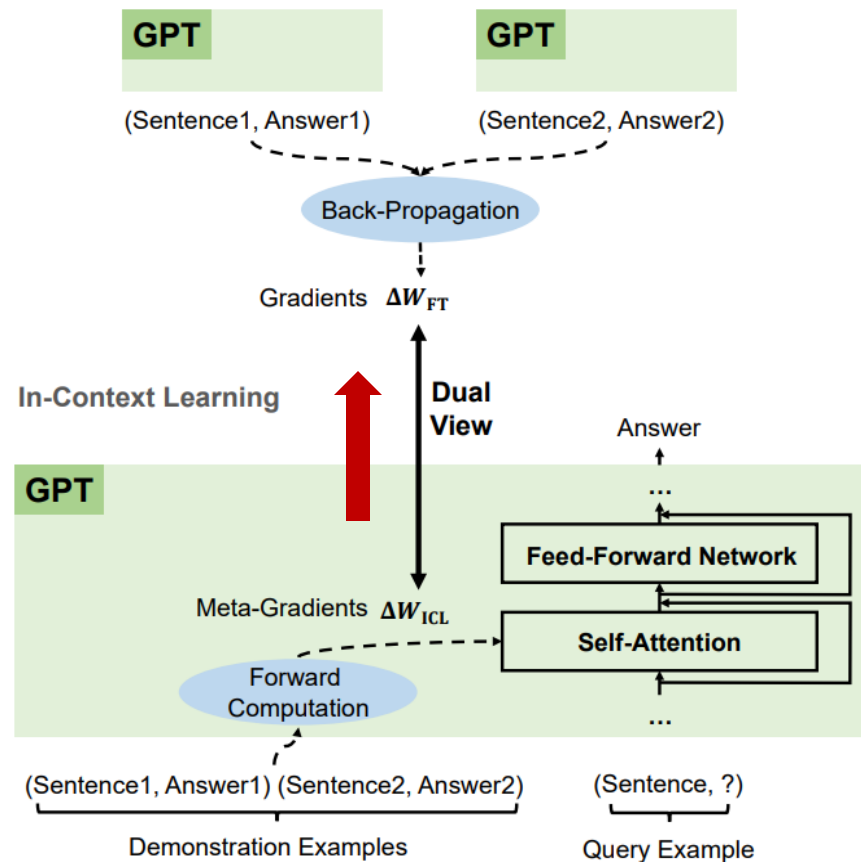 GPT
GPT
(Sentence1, Answer1)
(Sentence2, Answer2)
Back-Propagation
Gradients ΔW_FT
In-Context Learning
Dual
View
Answer
GPT
...
Feed-Forward Network
Meta-Gradients ΔW_ICL
Self-Attention
Forward
Computation
...
(Sentence1, Answer1) (Sentence2, Answer2)
(Sentence, ?)
Demonstration Examples
Query Example